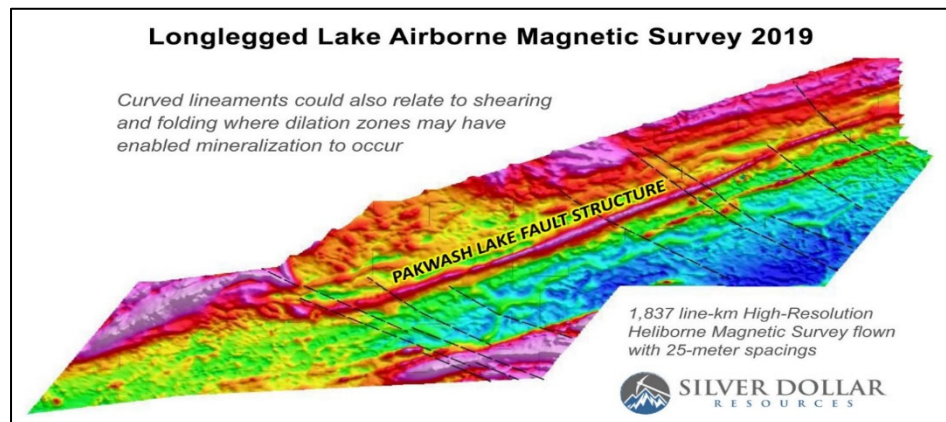 Longlegged Lake Airborne Magnetic Survey 2019
Curved lineaments could also relate to shearing
and folding where dilation zones may have
enabled mineralization to occur
PAKWASH LAKE FAULT STRUCTURE
1,837 line-km High-Resolution
Heliborne Magnetic Survey flown
with 25-meter spacings
SILVER DOLLAR
RESOURCES